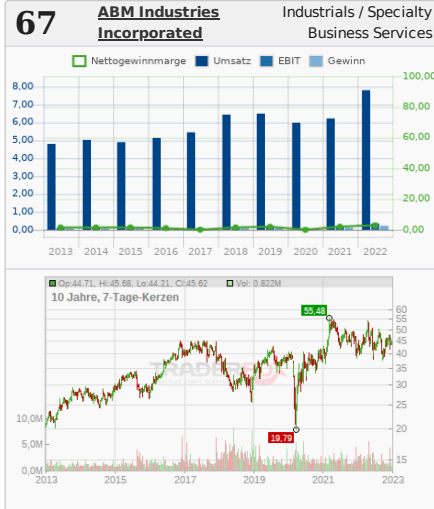 67
ABM Industries
Incorporated
Industrials / Specialty
Business Services
Nettogewinnmarge Umsatz EBIT Gewinn
8,00
7,00
6,00
5,00
4,00
3,00
2,00
1,00
0,00
100,00
80,00
60,00
40,00
20,00
0,00
2013 2014 2015 2016 2017 2018 2019 2020 2021 2022
Op:44.71, Hi:45.68, Lo:44.21, Cl:45.62 Vol: 0.822M
10 Jahre, 7-Tage-Kerzen
55,48
19,79
60
55
50
45
40
35
30
25
20
15
10,0M
5,0M
0,0M
2013 2015 2017 2019 2021 2023